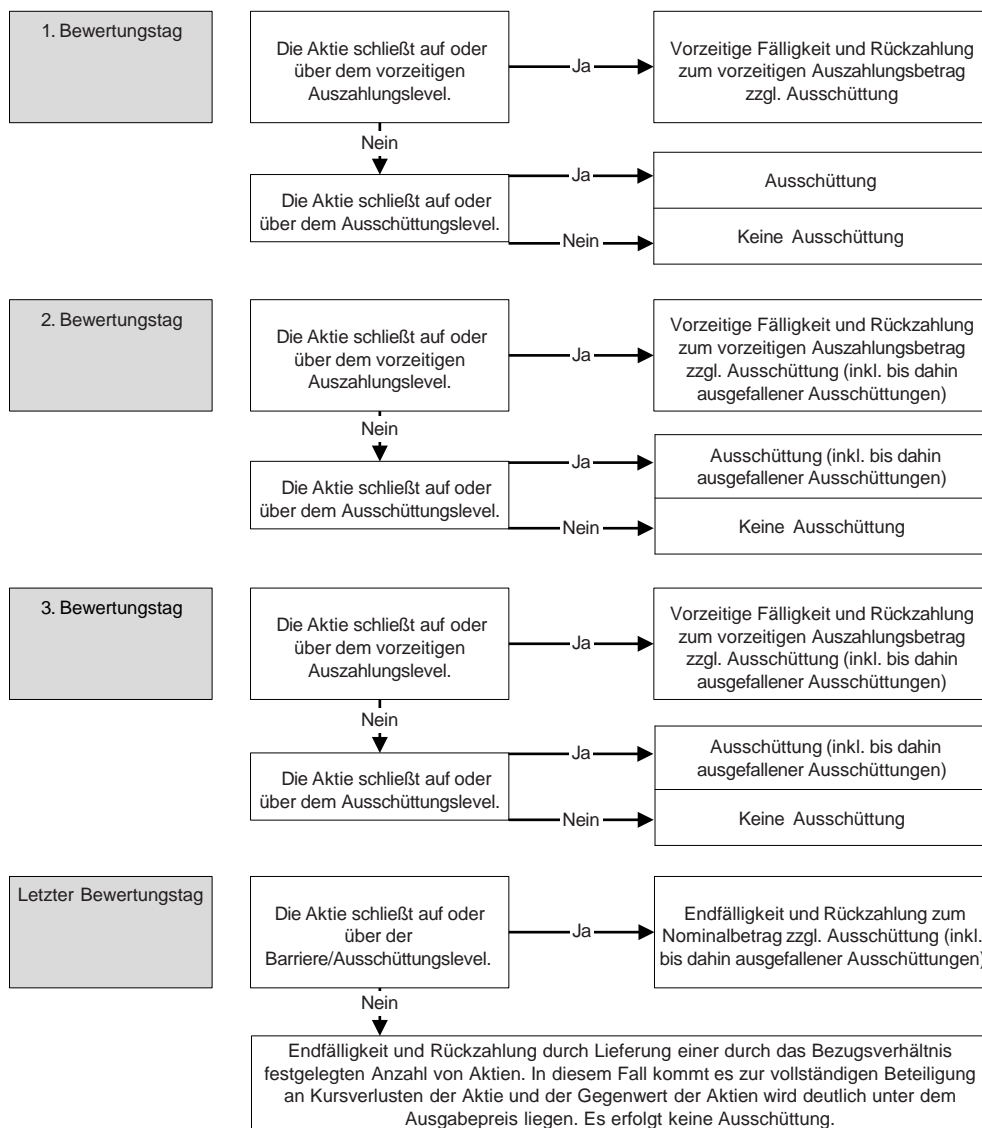 1. Bewertungstag
Die Aktie schließt auf oder
über dem vorzeitigen
Auszahlungslevel.
Ja
Vorzeitige Fälligkeit und Rückzahlung
zum vorzeitigen Auszahlungsbetrag
zzgl. Ausschüttung
Nein
Die Aktie schließt auf oder
über dem Ausschüttungslevel.
Ja
Ausschüttung
Nein
Keine Ausschüttung
2. Bewertungstag
Die Aktie schließt auf oder
über dem vorzeitigen
Auszahlungslevel.
Ja
Vorzeitige Fälligkeit und Rückzahlung
zum vorzeitigen Auszahlungsbetrag
zzgl. Ausschüttung (inkl. bis dahin
ausgefallener Ausschüttungen)
Nein
Die Aktie schließt auf oder
über dem Ausschüttungslevel.
Ja
Ausschüttung (inkl. bis dahin
ausgefallener Ausschüttungen)
Nein
Keine Ausschüttung
3. Bewertungstag
Die Aktie schließt auf oder
über dem vorzeitigen
Auszahlungslevel.
Ja
Vorzeitige Fälligkeit und Rückzahlung
zum vorzeitigen Auszahlungsbetrag
zzgl. Ausschüttung (inkl. bis dahin
ausgefallener Ausschüttungen)
Nein
Die Aktie schließt auf oder
über dem Ausschüttungslevel.
Ja
Ausschüttung (inkl. bis dahin
ausgefallener Ausschüttungen)
Nein
Keine Ausschüttung
Letzter Bewertungstag
Die Aktie schließt auf oder
über der
Barriere/Ausschüttungslevel.
Ja
Endfälligkeit und Rückzahlung zum
Nominalbetrag zzgl. Ausschüttung (inkl.
bis dahin ausgefallener Ausschüttungen)
Nein
Endfälligkeit und Rückzahlung durch Lieferung einer durch das Bezugsverhältnis
festgelegten Anzahl von Aktien. In diesem Fall kommt es zur vollständigen Beteiligung
an Kursverlusten der Aktie und der Gegenwert der Aktien wird deutlich unter dem
Ausgabepreis liegen. Es erfolgt keine Ausschüttung.